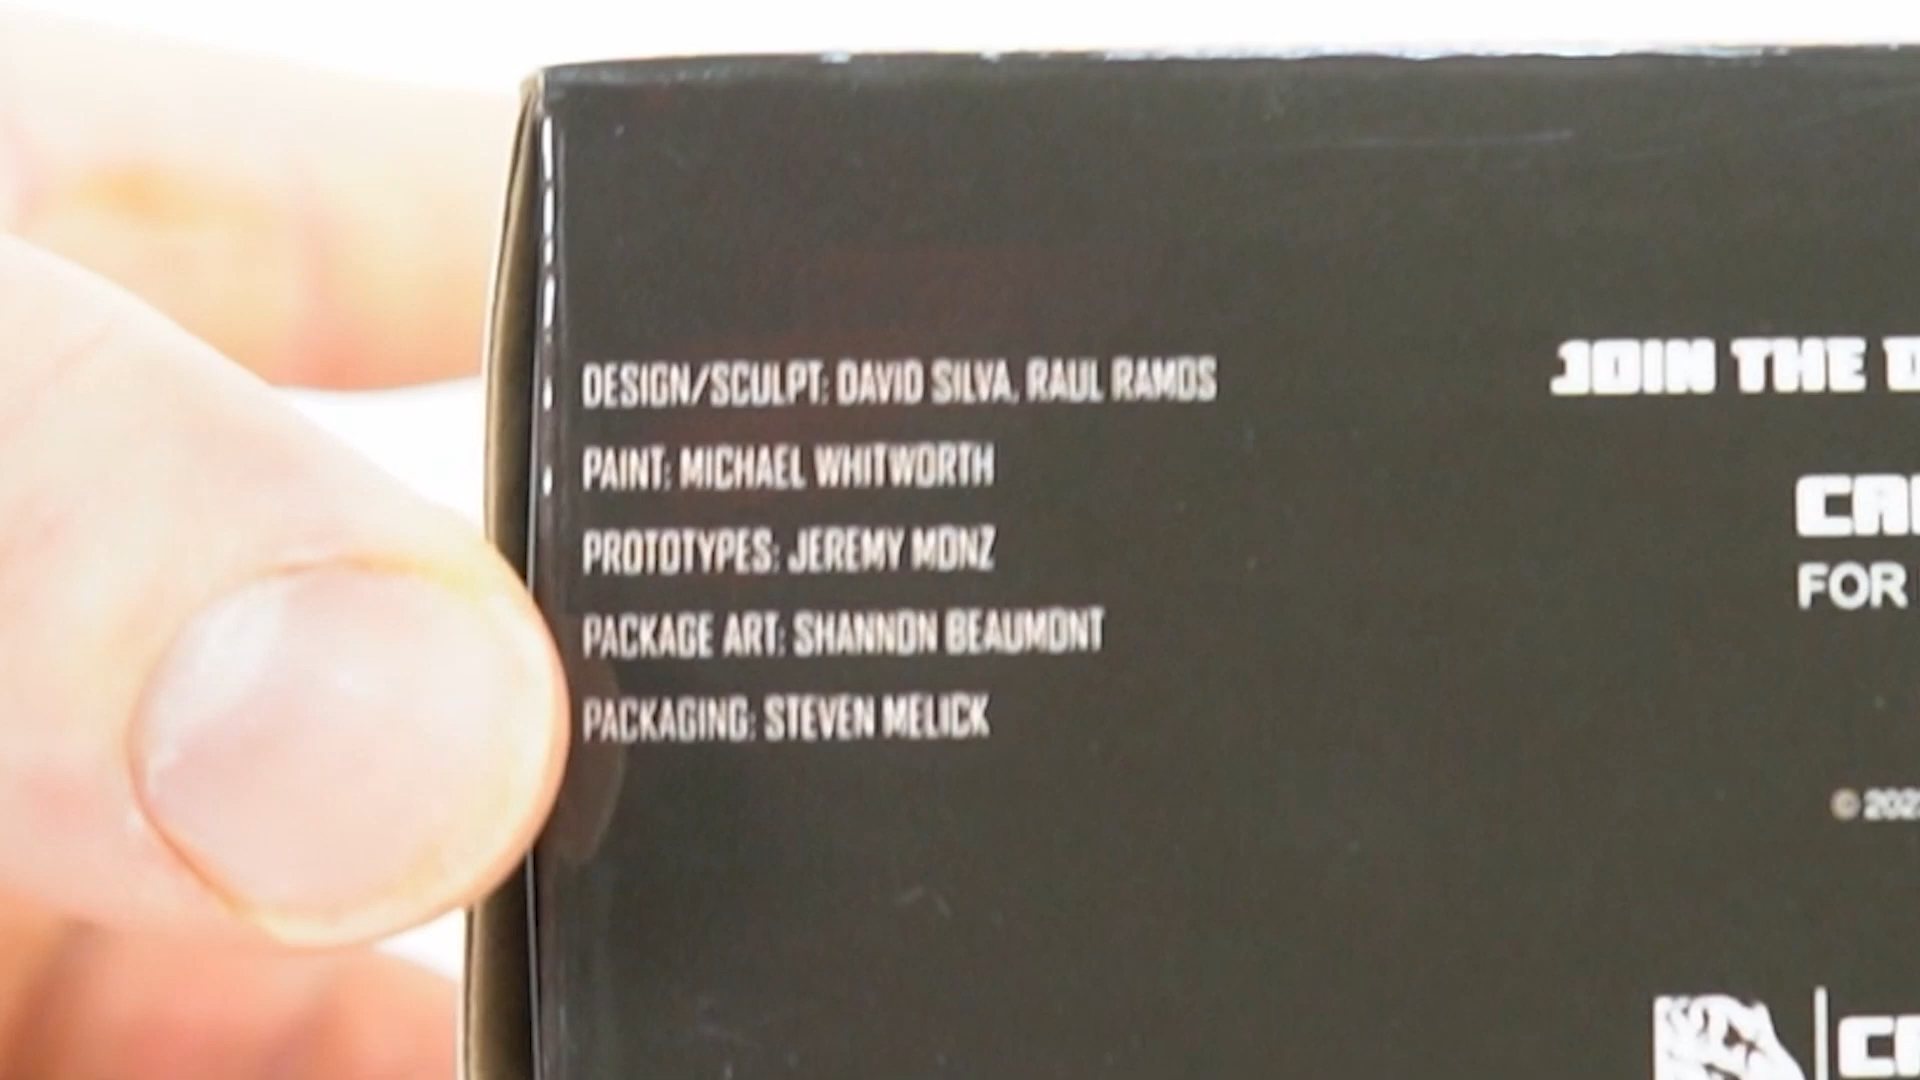 DESIGN/SCULPT: DAVID SILVA, RAUL RAMOS
PAINT: MICHAEL WHITWORTH
PROTOTYPES: JEREMY MONZ
PACKAGE ART: SHANNON BEAUMONT
PACKAGING: STEVEN MELICK
JOIN THE
FOR
©